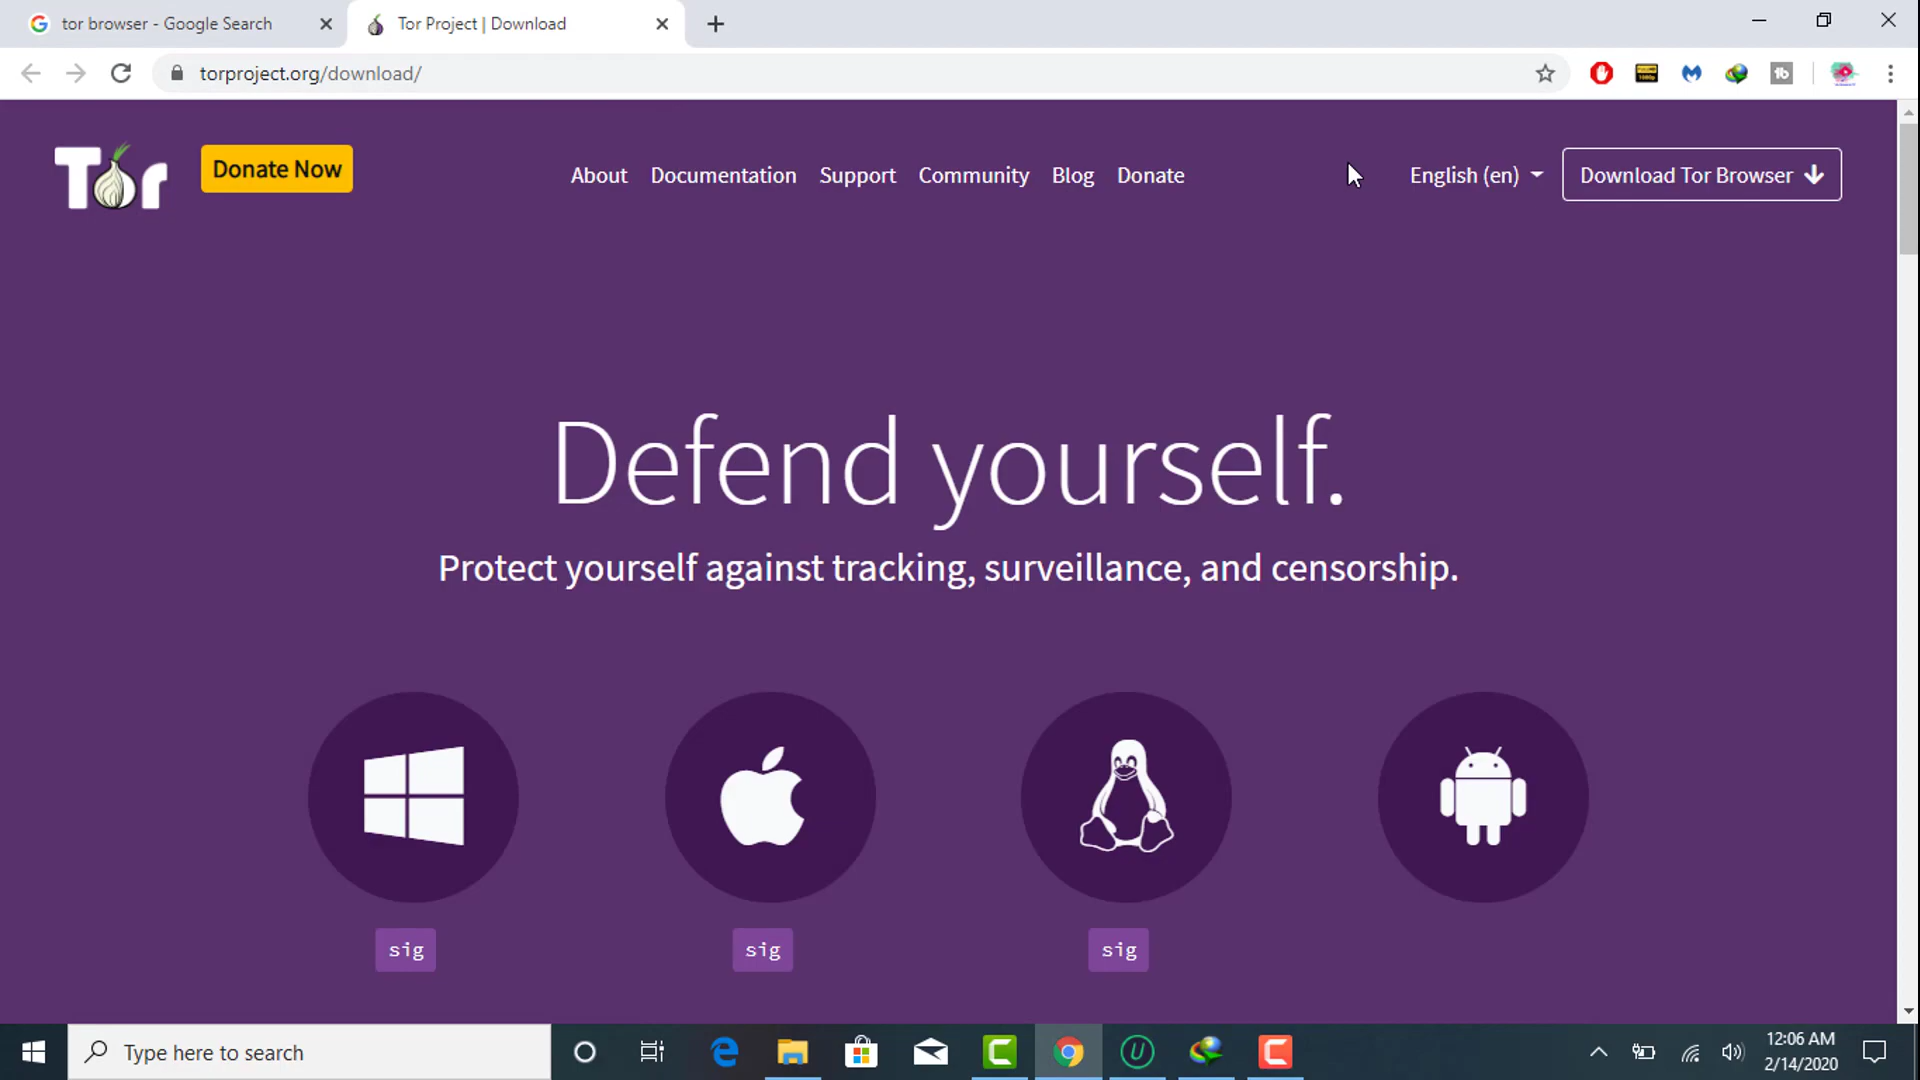 tor browser - Google Search
Tor Project | Download
torproject.org/download/
Tor
Donate Now
About
Documentation
Support
Community
Blog
Donate
English (en)
Download Tor Browser
Defend yourself.
Protect yourself against tracking, surveillance, and censorship.
sig
sig
sig
Type here to search
12:06 AM
2/14/2020